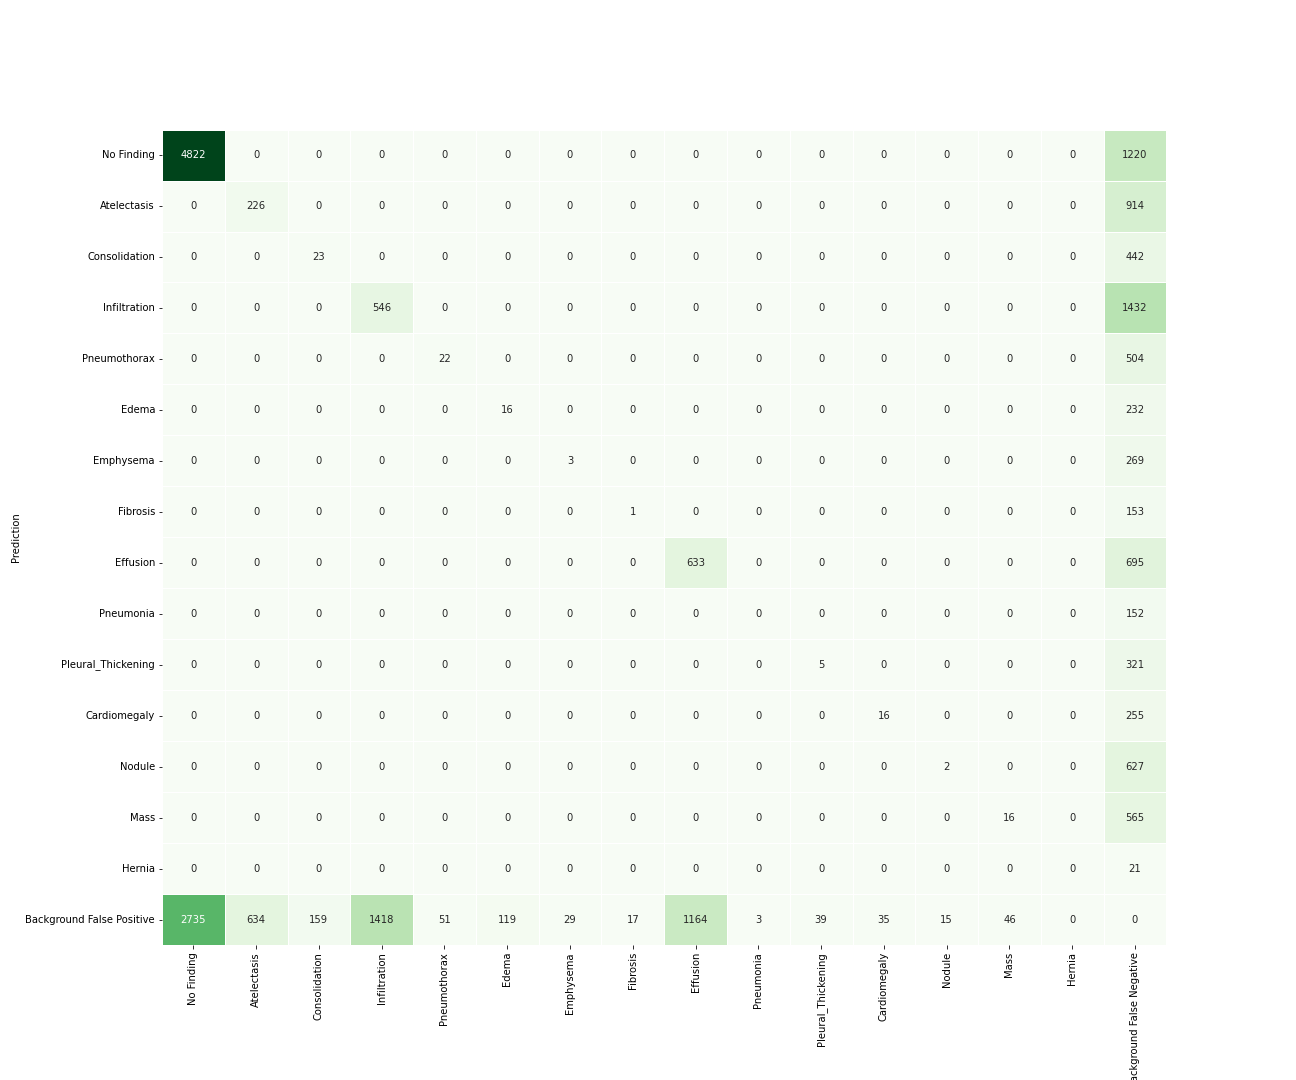 No Finding 4822 0 0 0 0 0 0 0 0 0 0 0 0 0 0 1220
Atelectasis 0 226 0 0 0 0 0 0 0 0 0 0 0 0 0 914
Consolidation 0 0 23 0 0 0 0 0 0 0 0 0 0 0 0 442
Infiltration 0 0 0 546 0 0 0 0 0 0 0 0 0 0 0 1432
Pneumothorax 0 0 0 0 22 0 0 0 0 0 0 0 0 0 0 504
Edema 0 0 0 0 0 16 0 0 0 0 0 0 0 0 0 232
Emphysema 0 0 0 0 0 0 3 0 0 0 0 0 0 0 0 269
Fibrosis 0 0 0 0 0 0 0 1 0 0 0 0 0 0 0 153
Prediction
Effusion 0 0 0 0 0 0 0 0 633 0 0 0 0 0 0 695
Pneumonia 0 0 0 0 0 0 0 0 0 0 0 0 0 0 0 152
Pleural_Thickening 0 0 0 0 0 0 0 0 0 0 5 0 0 0 0 321
Cardiomegaly 0 0 0 0 0 0 0 0 0 0 0 16 0 0 0 255
Nodule 0 0 0 0 0 0 0 0 0 0 0 0 2 0 0 627
Mass 0 0 0 0 0 0 0 0 0 0 0 0 0 16 0 565
Hernia 0 0 0 0 0 0 0 0 0 0 0 0 0 0 0 21
Background False Positive 2735 634 159 1418 51 119 29 17 1164 3 39 35 15 46 0 0
No Finding
Atelectasis
Consolidation
Infiltration
Pneumothorax
Edema
Emphysema
Fibrosis
Effusion
Pneumonia
Pleural_Thickening
Cardiomegaly
Nodule
Mass
Hernia
ackground False Negative